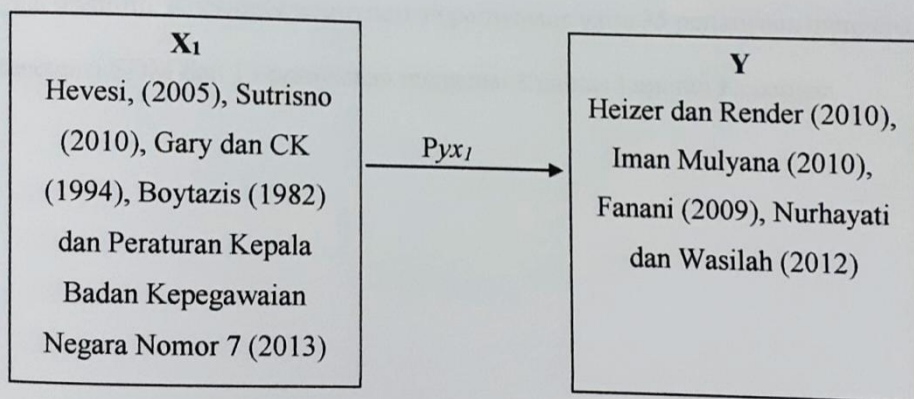 X1
Hevesi, (2005), Sutrisno
(2010), Gary dan CK
(1994), Boytazis (1982)
dan Peraturan Kepala
Badan Kepegawaian
Negara Nomor 7 (2013)
Pyx1
Y
Heizer dan Render (2010),
Iman Mulyana (2010),
Fanani (2009), Nurhayati
dan Wasilah (2012)